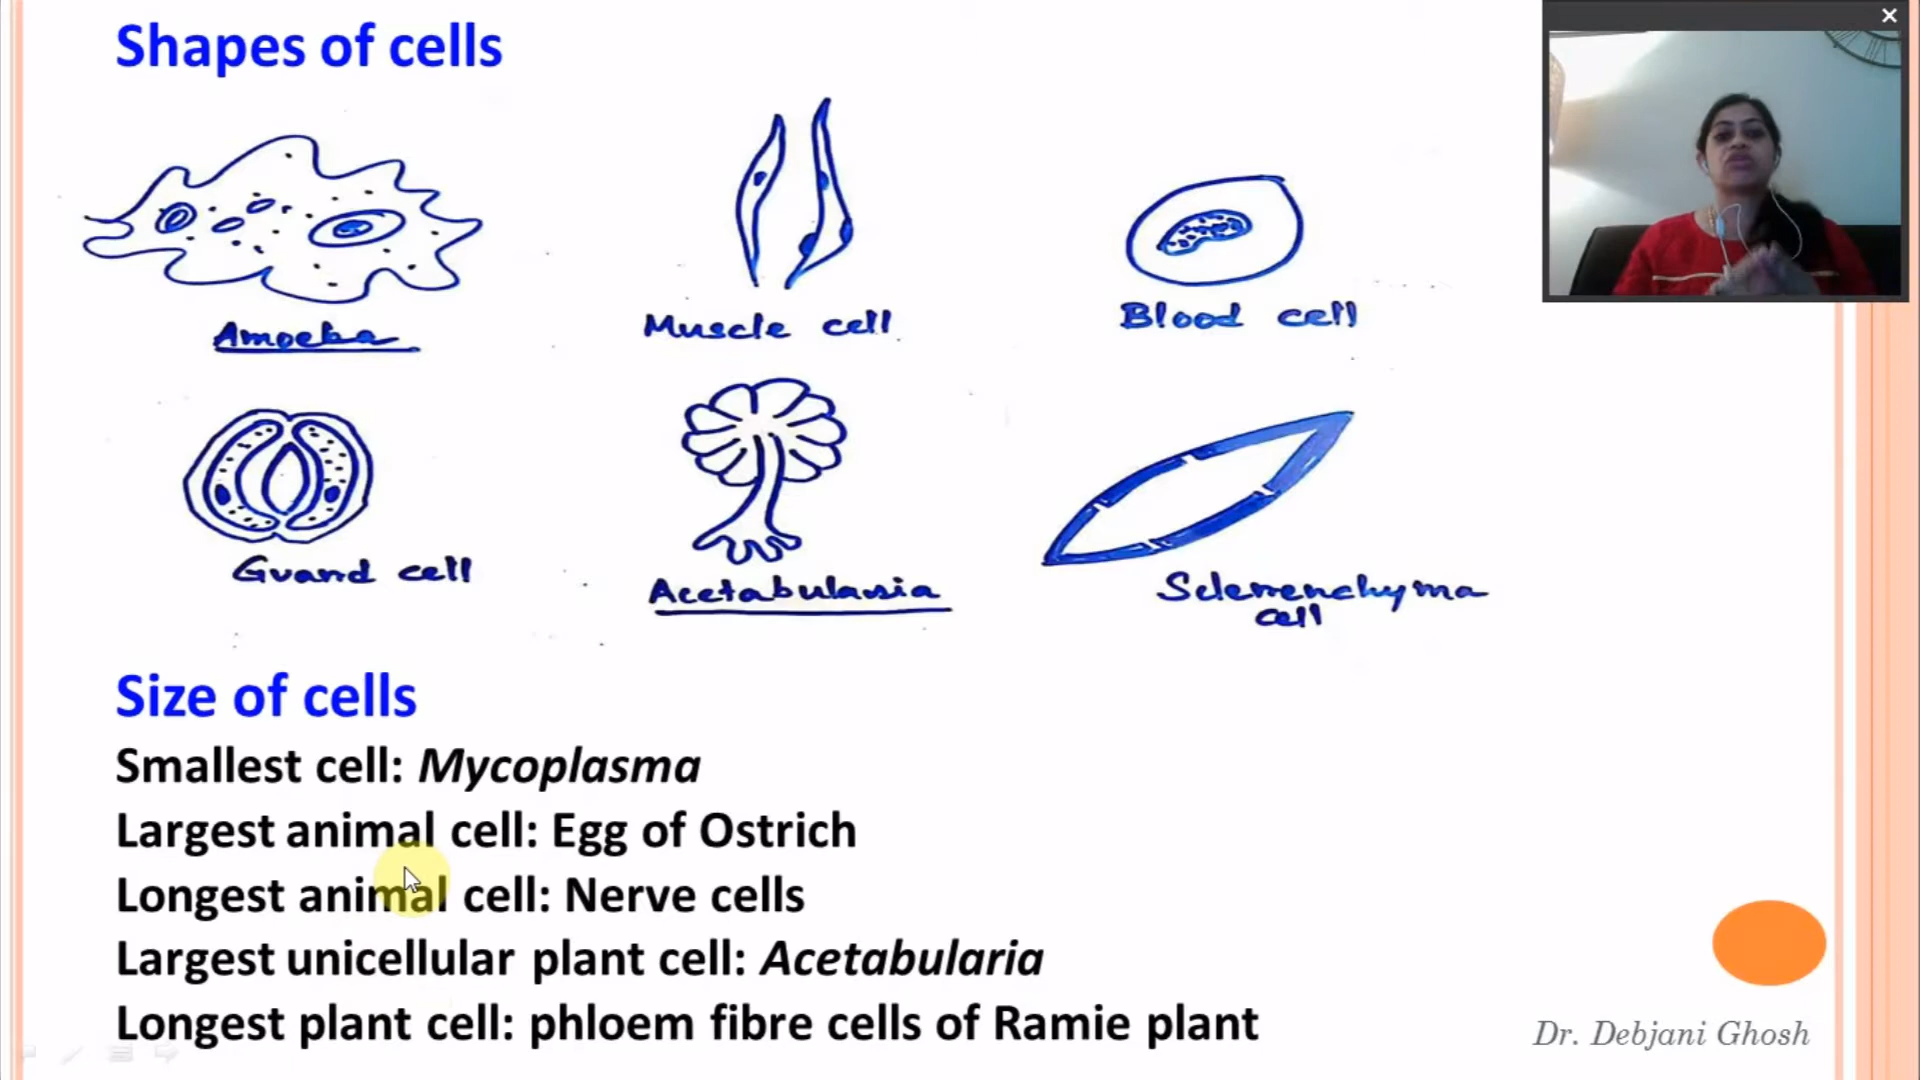 Shapes of cells
Amoeba
Muscle cell
Blood cell
Guard cell
Acetabularia
Sclerenchyma
cell
Size of cells
Smallest cell: Mycoplasma
Largest animal cell: Egg of Ostrich
Longest animal cell: Nerve cells
Largest unicellular plant cell: Acetabularia
Longest plant cell: phloem fibre cells of Ramie plant
Dr. Debjani Ghosh